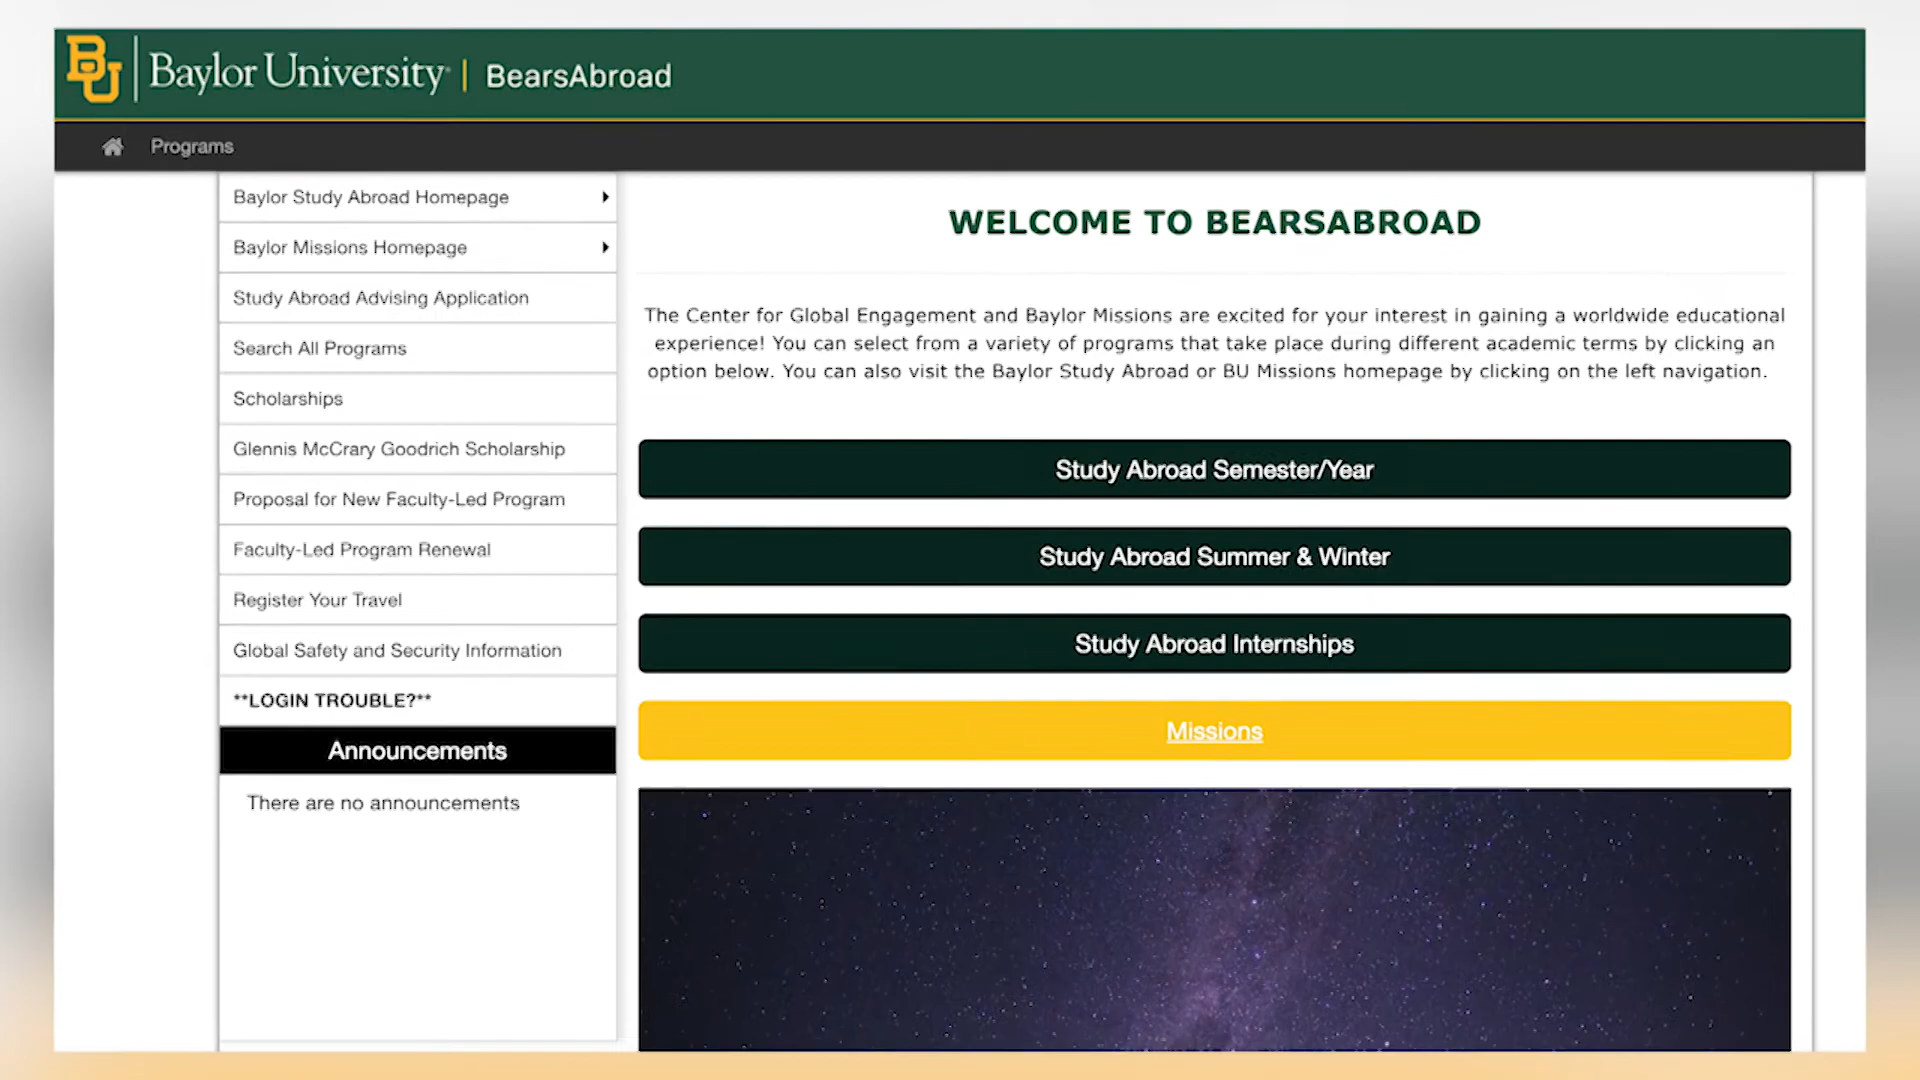 BU Baylor University | BearsAbroad
Programs
Baylor Study Abroad Homepage
Baylor Missions Homepage
Study Abroad Advising Application
Search All Programs
Scholarships
Glennis McCrary Goodrich Scholarship
Proposal for New Faculty-Led Program
Faculty-Led Program Renewal
Register Your Travel
Global Safety and Security Information
**LOGIN TROUBLE?**
Announcements
There are no announcements
WELCOME TO BEARSABROAD
The Center for Global Engagement and Baylor Missions are excited for your interest in gaining a worldwide educational
experience! You can select from a variety of programs that take place during different academic terms by clicking an
option below. You can also visit the Baylor Study Abroad or BU Missions homepage by clicking on the left navigation.
Study Abroad Semester/Year
Study Abroad Summer & Winter
Study Abroad Internships
Missions